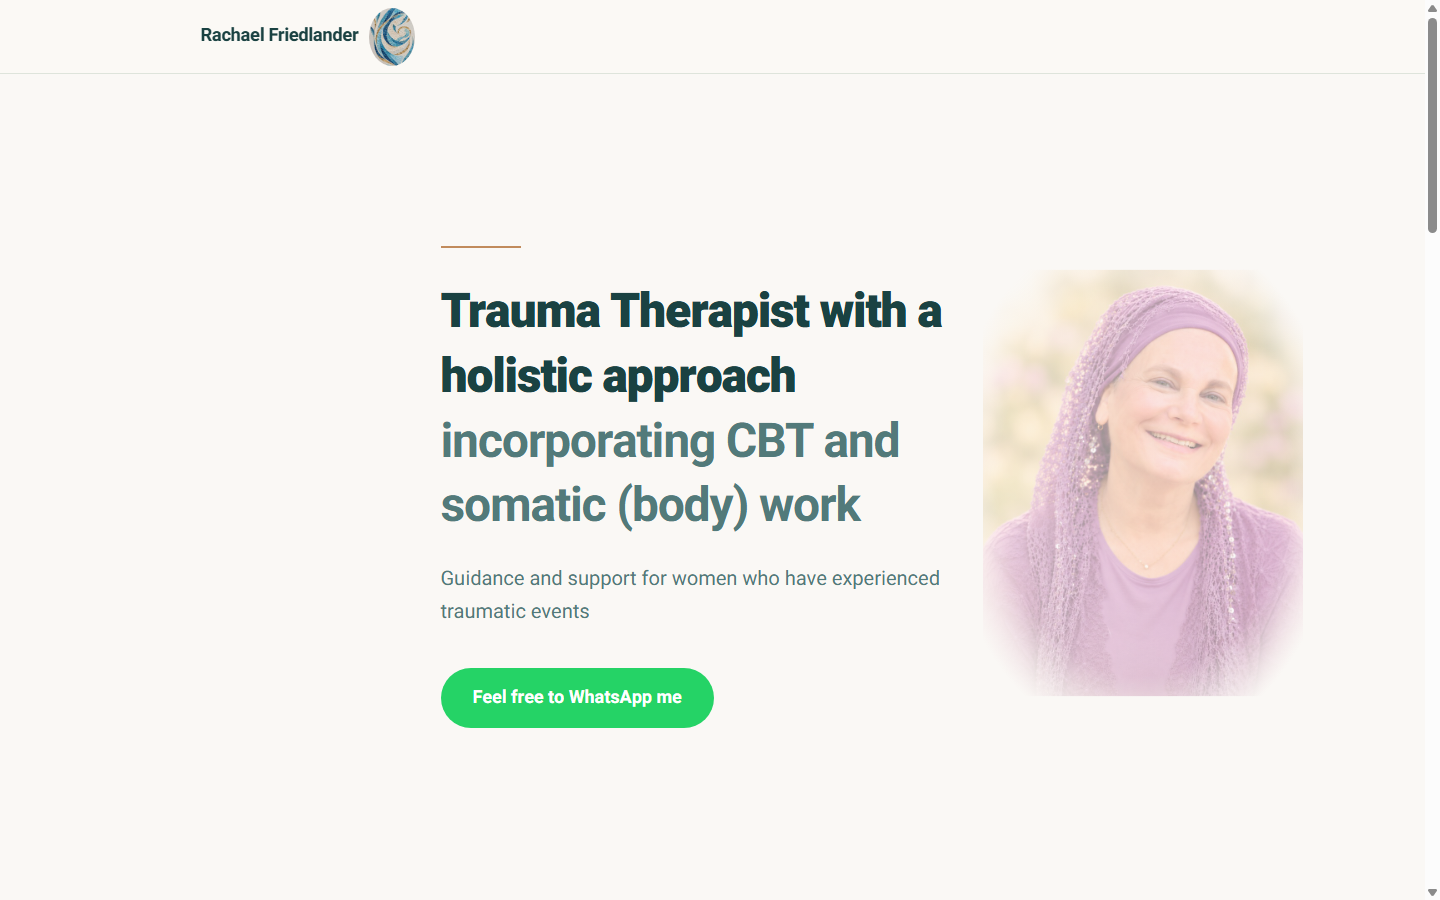 Rachael Friedlander
Trauma Therapist with a
holistic approach
incorporating CBT and
somatic (body) work
Guidance and support for women who have experienced
traumatic events
Feel free to WhatsApp me